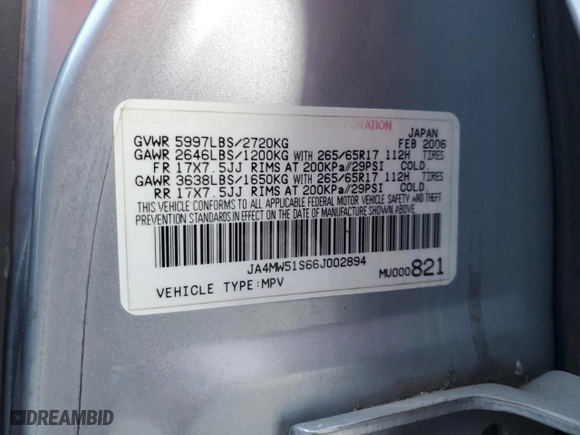 ORATION JAPAN
GVWR 5997LBS/2720KG FEB 2006
GAWR 2646LBS/1200KG WITH 265/65R17 112H TIRES
FR 17X7.5JJ RIMS AT 200KPa/29PSI COLD.
GAWR 3638LBS/1650KG WITH 265/65R17 112H TIRES
RR 17X7.5JJ RIMS AT 200KPa/29PSI COLD.
THIS VEHICLE CONFORMS TO ALL APPLICABLE FEDERAL MOTOR VEHICLE SAFETY AND THEFT
PREVENTION STANDARDS IN EFFECT ON THE DATE OF MANUFACTURE SHOWN ABOVE.
JA4MW51S66J002894
MU000821
VEHICLE TYPE:MPV
DREAMBID